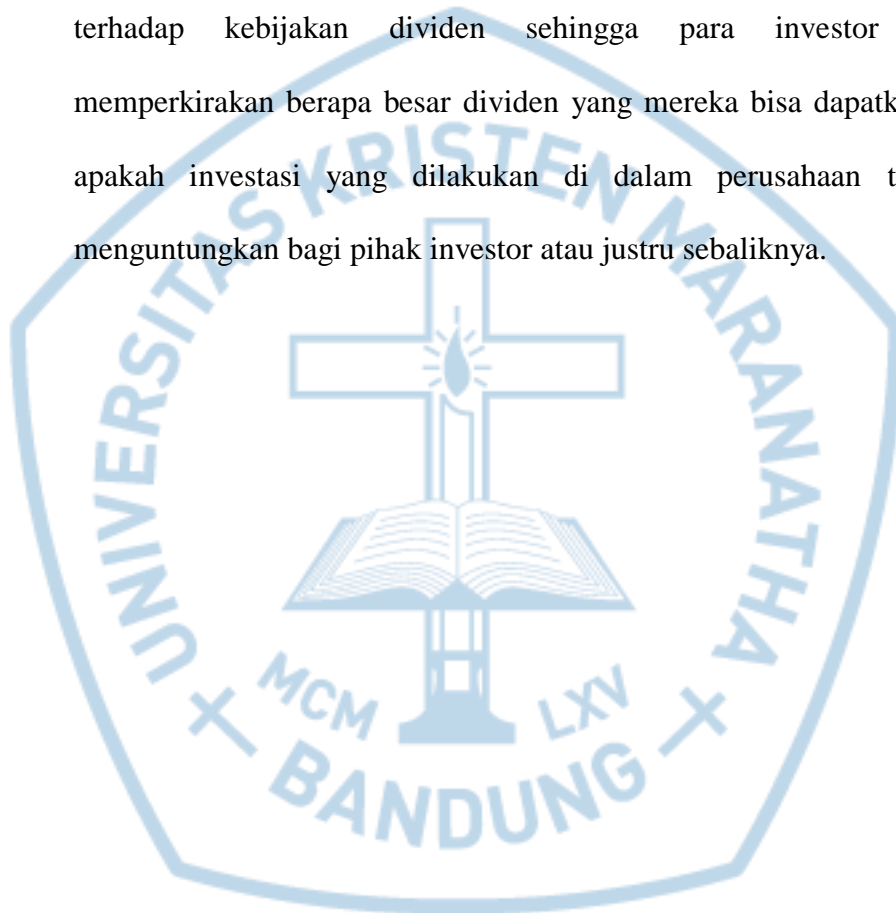 terhadap kebijakan dividen sehingga para investor
memperkirakan berapa besar dividen yang mereka bisa
apakah investasi yang dilakukan di dalam perusahaan
menguntungkan bagi pihak investor atau justru sebaliknya.
UNIVERSITAS KRISTEN MARANATHA
MCM LXV
BANDUNG